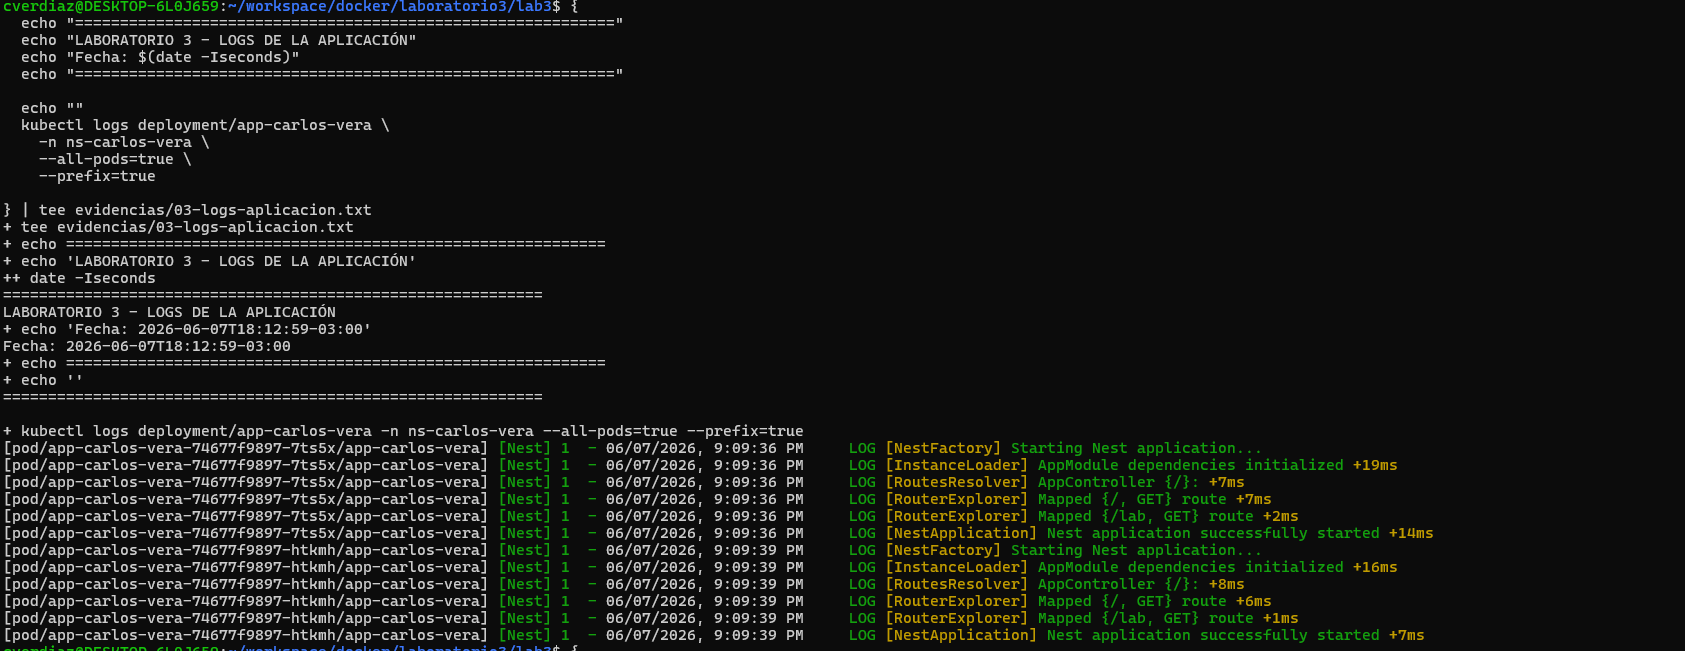 cverdiaz@DESKTOP-6L0J659:~/workspace/docker/laboratorio3/lab3$ {
  echo "============================================================"
  echo "LABORATORIO 3 - LOGS DE LA APLICACIÓN"
  echo "Fecha: $(date -Iseconds)"
  echo "============================================================"

  echo ""
  kubectl logs deployment/app-carlos-vera \
    -n ns-carlos-vera \
    --all-pods=true \
    --prefix=true

} | tee evidencias/03-logs-aplicacion.txt
+ tee evidencias/03-logs-aplicacion.txt
+ echo ============================================================
+ echo 'LABORATORIO 3 - LOGS DE LA APLICACIÓN'
++ date -Iseconds
============================================================
LABORATORIO 3 - LOGS DE LA APLICACIÓN
+ echo 'Fecha: 2026-06-07T18:12:59-03:00'
Fecha: 2026-06-07T18:12:59-03:00
+ echo ============================================================
+ echo ''
============================================================

+ kubectl logs deployment/app-carlos-vera -n ns-carlos-vera --all-pods=true --prefix=true
[pod/app-carlos-vera-74677f9897-7ts5x/app-carlos-vera] [Nest] 1  - 06/07/2026, 9:09:36 PM     LOG [NestFactory] Starting Nest application...
[pod/app-carlos-vera-74677f9897-7ts5x/app-carlos-vera] [Nest] 1  - 06/07/2026, 9:09:36 PM     LOG [InstanceLoader] AppModule dependencies initialized +19ms
[pod/app-carlos-vera-74677f9897-7ts5x/app-carlos-vera] [Nest] 1  - 06/07/2026, 9:09:36 PM     LOG [RoutesResolver] AppController {/}: +7ms
[pod/app-carlos-vera-74677f9897-7ts5x/app-carlos-vera] [Nest] 1  - 06/07/2026, 9:09:36 PM     LOG [RouterExplorer] Mapped {/, GET} route +7ms
[pod/app-carlos-vera-74677f9897-7ts5x/app-carlos-vera] [Nest] 1  - 06/07/2026, 9:09:36 PM     LOG [RouterExplorer] Mapped {/lab, GET} route +2ms
[pod/app-carlos-vera-74677f9897-7ts5x/app-carlos-vera] [Nest] 1  - 06/07/2026, 9:09:36 PM     LOG [NestApplication] Nest application successfully started +14ms
[pod/app-carlos-vera-74677f9897-htkmh/app-carlos-vera] [Nest] 1  - 06/07/2026, 9:09:39 PM     LOG [NestFactory] Starting Nest application...
[pod/app-carlos-vera-74677f9897-htkmh/app-carlos-vera] [Nest] 1  - 06/07/2026, 9:09:39 PM     LOG [InstanceLoader] AppModule dependencies initialized +16ms
[pod/app-carlos-vera-74677f9897-htkmh/app-carlos-vera] [Nest] 1  - 06/07/2026, 9:09:39 PM     LOG [RoutesResolver] AppController {/}: +8ms
[pod/app-carlos-vera-74677f9897-htkmh/app-carlos-vera] [Nest] 1  - 06/07/2026, 9:09:39 PM     LOG [RouterExplorer] Mapped {/, GET} route +6ms
[pod/app-carlos-vera-74677f9897-htkmh/app-carlos-vera] [Nest] 1  - 06/07/2026, 9:09:39 PM     LOG [RouterExplorer] Mapped {/lab, GET} route +1ms
[pod/app-carlos-vera-74677f9897-htkmh/app-carlos-vera] [Nest] 1  - 06/07/2026, 9:09:39 PM     LOG [NestApplication] Nest application successfully started +7ms
cverdiaz@DESKTOP-6L0J659:~/workspace/docker/laboratorio3/lab3$ {